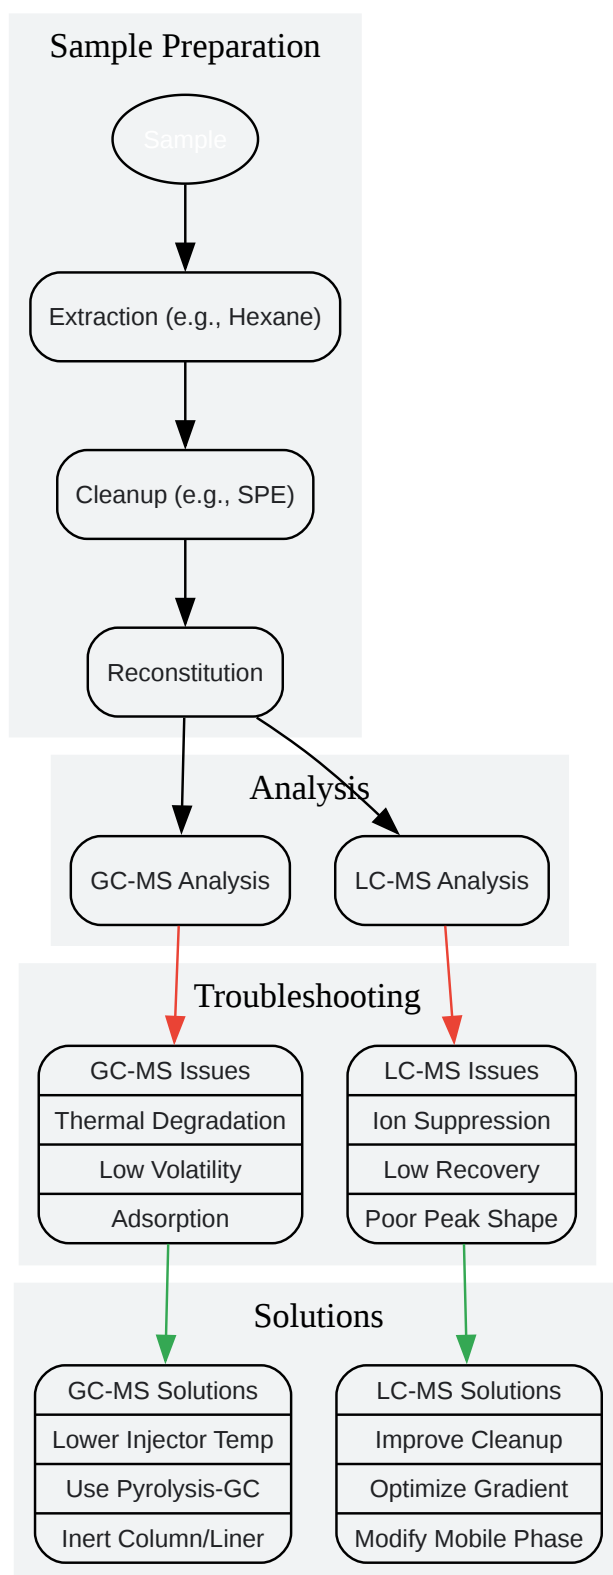 Sample Preparation
Sample
Extraction (e.g., Hexane)
Cleanup (e.g., SPE)
Reconstitution
Analysis
GC-MS Analysis
LC-MS Analysis
Troubleshooting
GC-MS Issues
Thermal Degradation
Low Volatility
Adsorption
LC-MS Issues
Ion Suppression
Low Recovery
Poor Peak Shape
Solutions
GC-MS Solutions
Lower Injector Temp
Use Pyrolysis-GC
Inert Column/Liner
LC-MS Solutions
Improve Cleanup
Optimize Gradient
Modify Mobile Phase